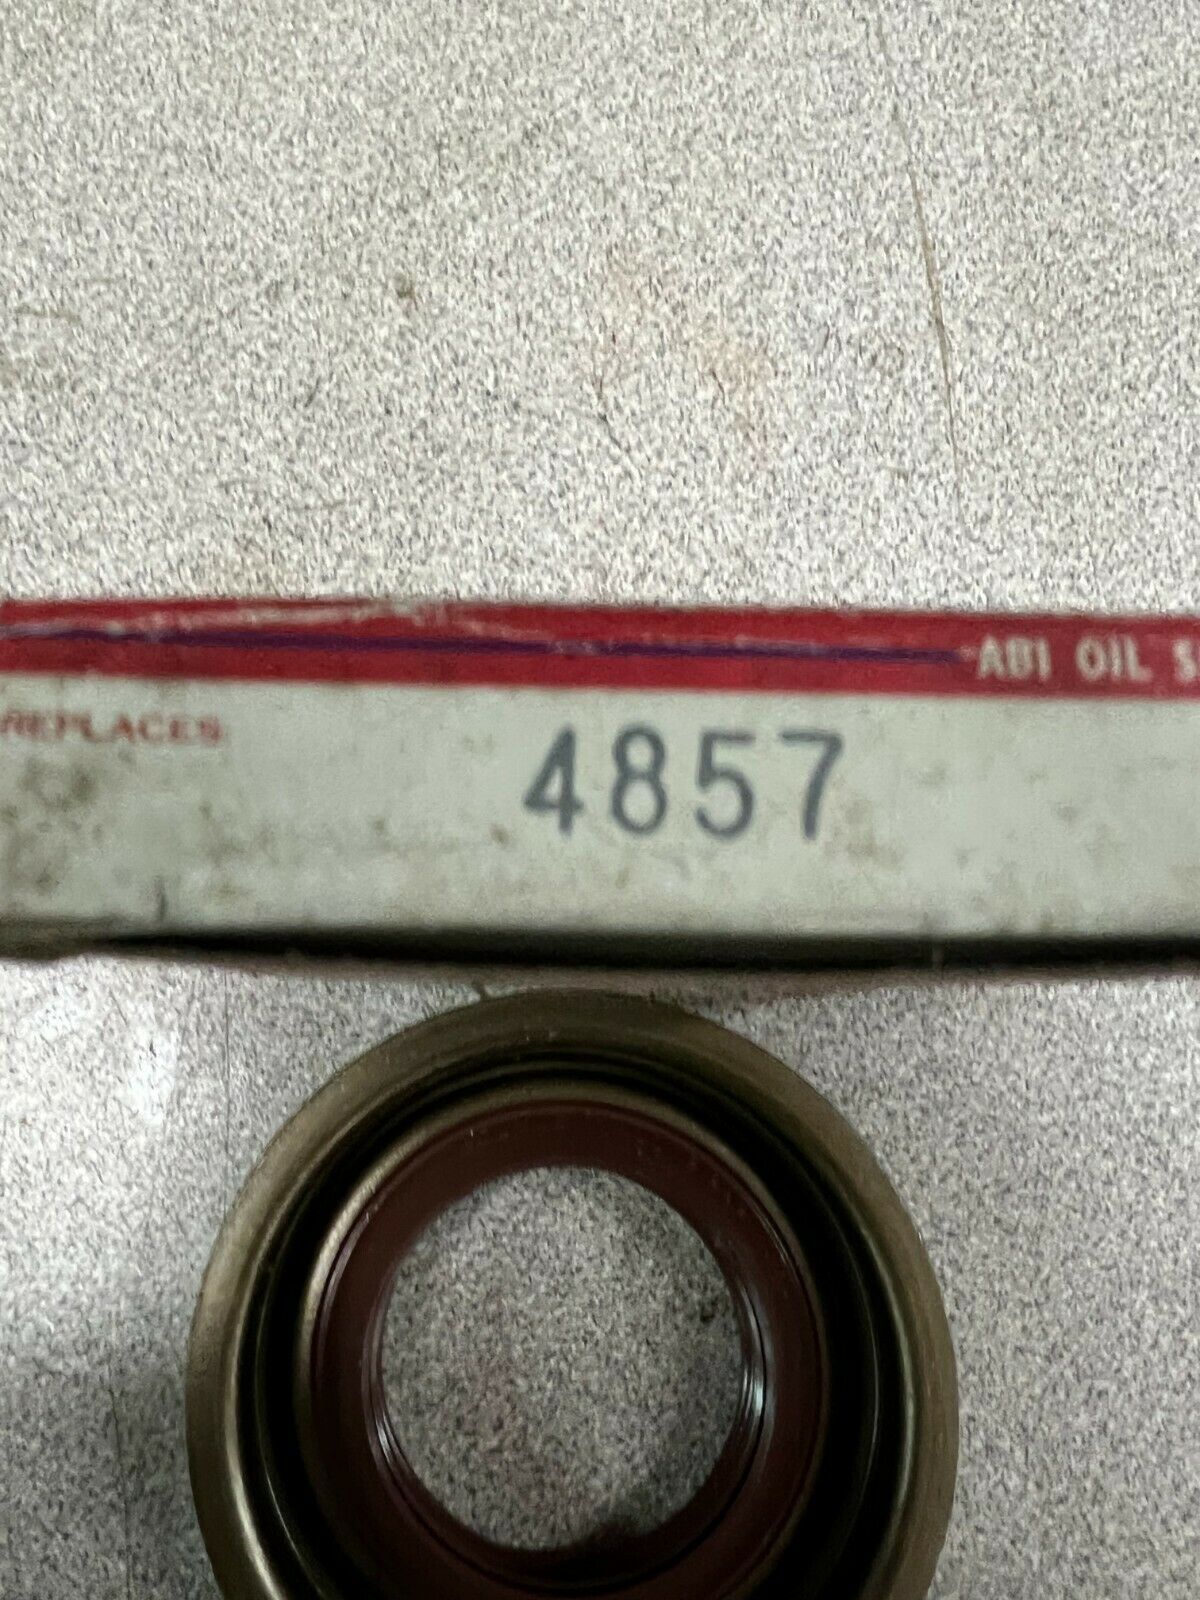 ABI OIL
REPLACES
4857